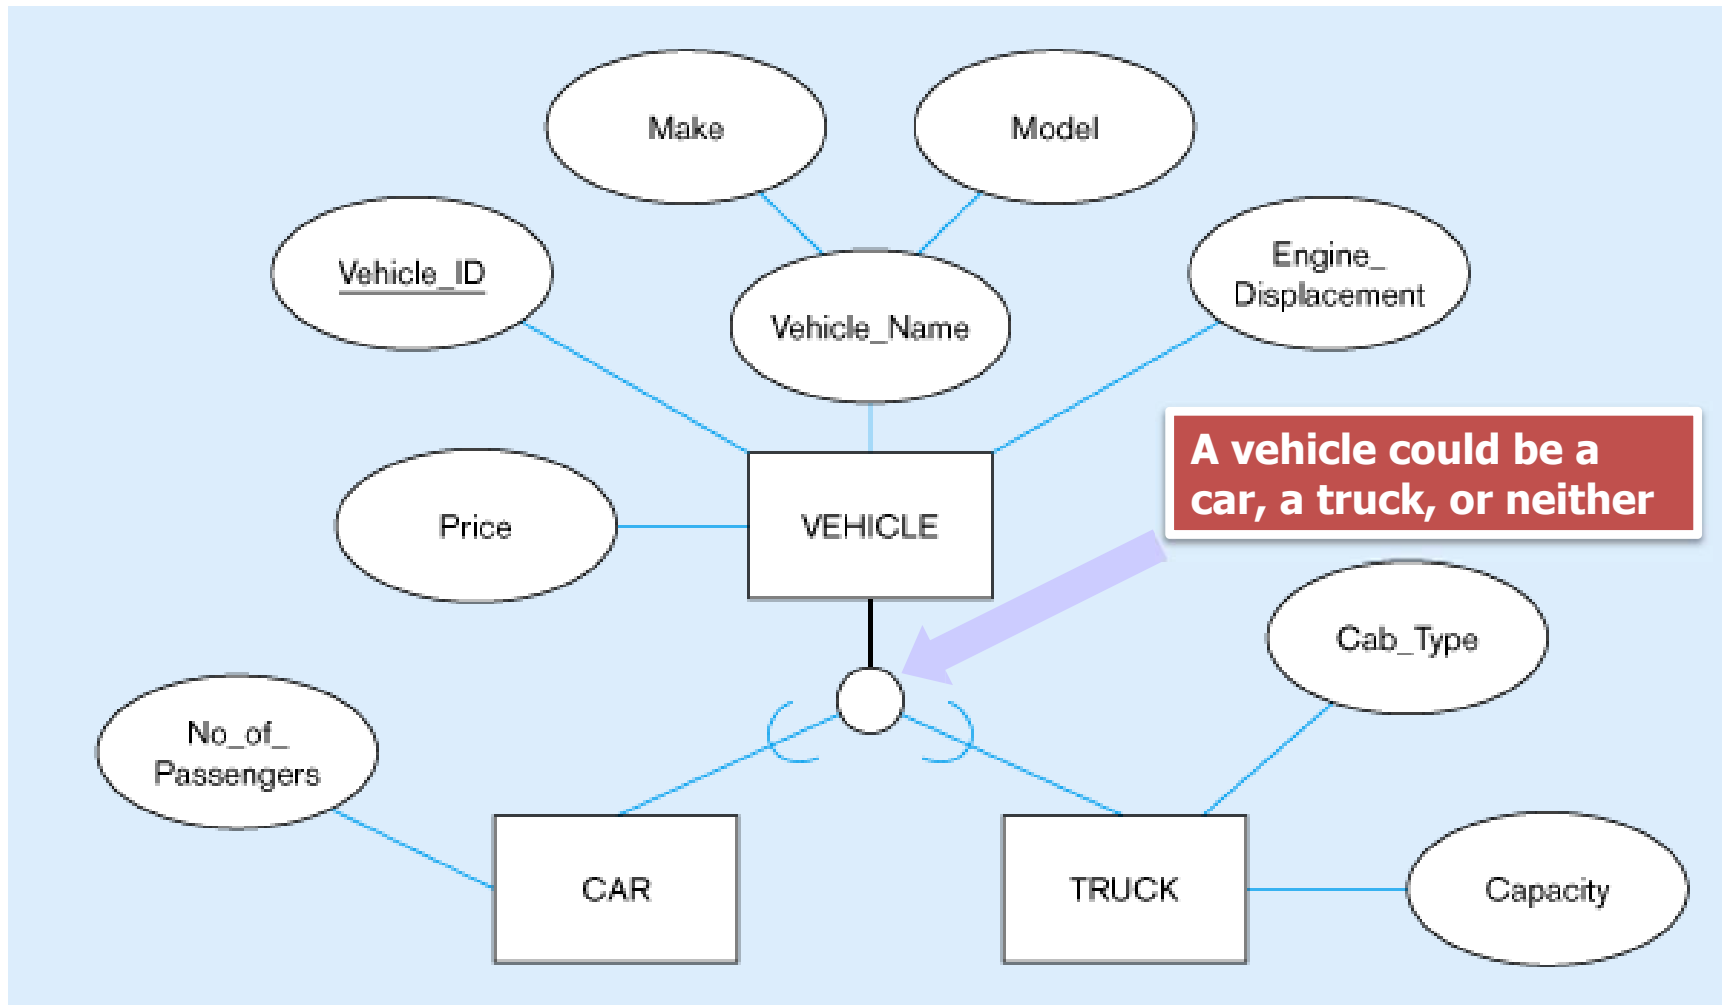 Make
Model
Vehicle_ID
Vehicle_Name
Engine_
Displacement
Price
VEHICLE
A vehicle could be a
car, a truck, or neither
Cab_Type
No_of_
Passengers
CAR
TRUCK
Capacity